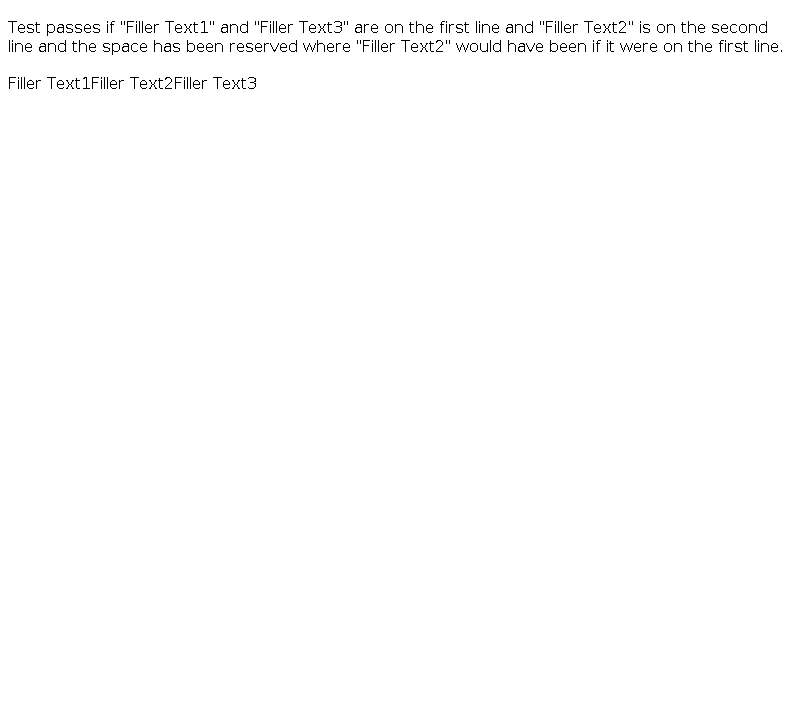 Test passes if "Filler Text1" and "Filler Text3" are on the first line and "Filler Text2" is on the second
line and the space has been reserved where "Filler Text2" would have been if it were on the first line.
Filler Text1Filler Text2Filler Text3